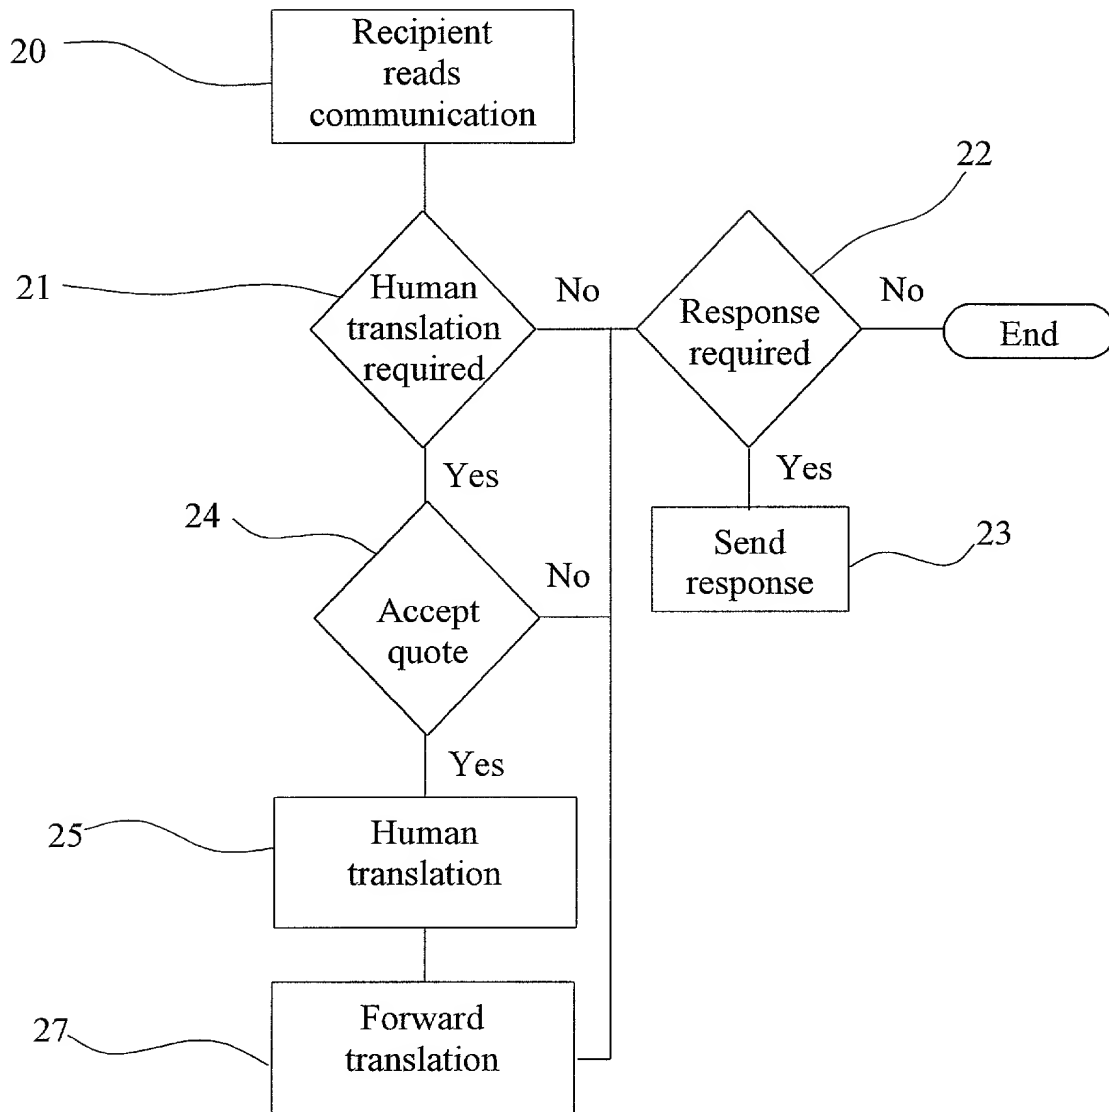 20
Recipient
reads
communication
22
21
Human
translation
required
No
Response
required
No
End
Yes
24
Accept
quote
No
Yes
Send
response
23
Yes
25
Human
translation
27
Forward
translation